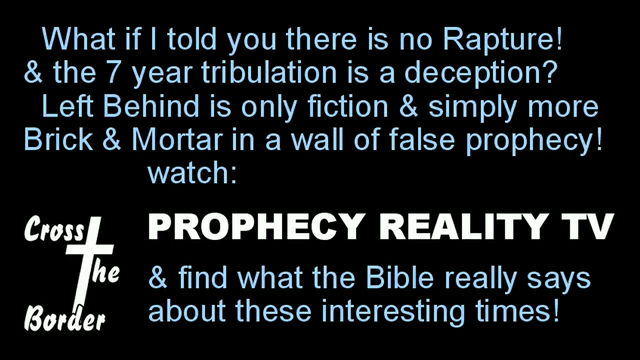 What if I told you there is no Rapture!
& the 7 year tribulation is a deception?
Left Behind is only fiction & simply more
Brick & Mortar in a wall of false prophecy!
watch:
PROPHECY REALITY TV
Cross
the
Border
& find what the Bible really says
about these interesting times!